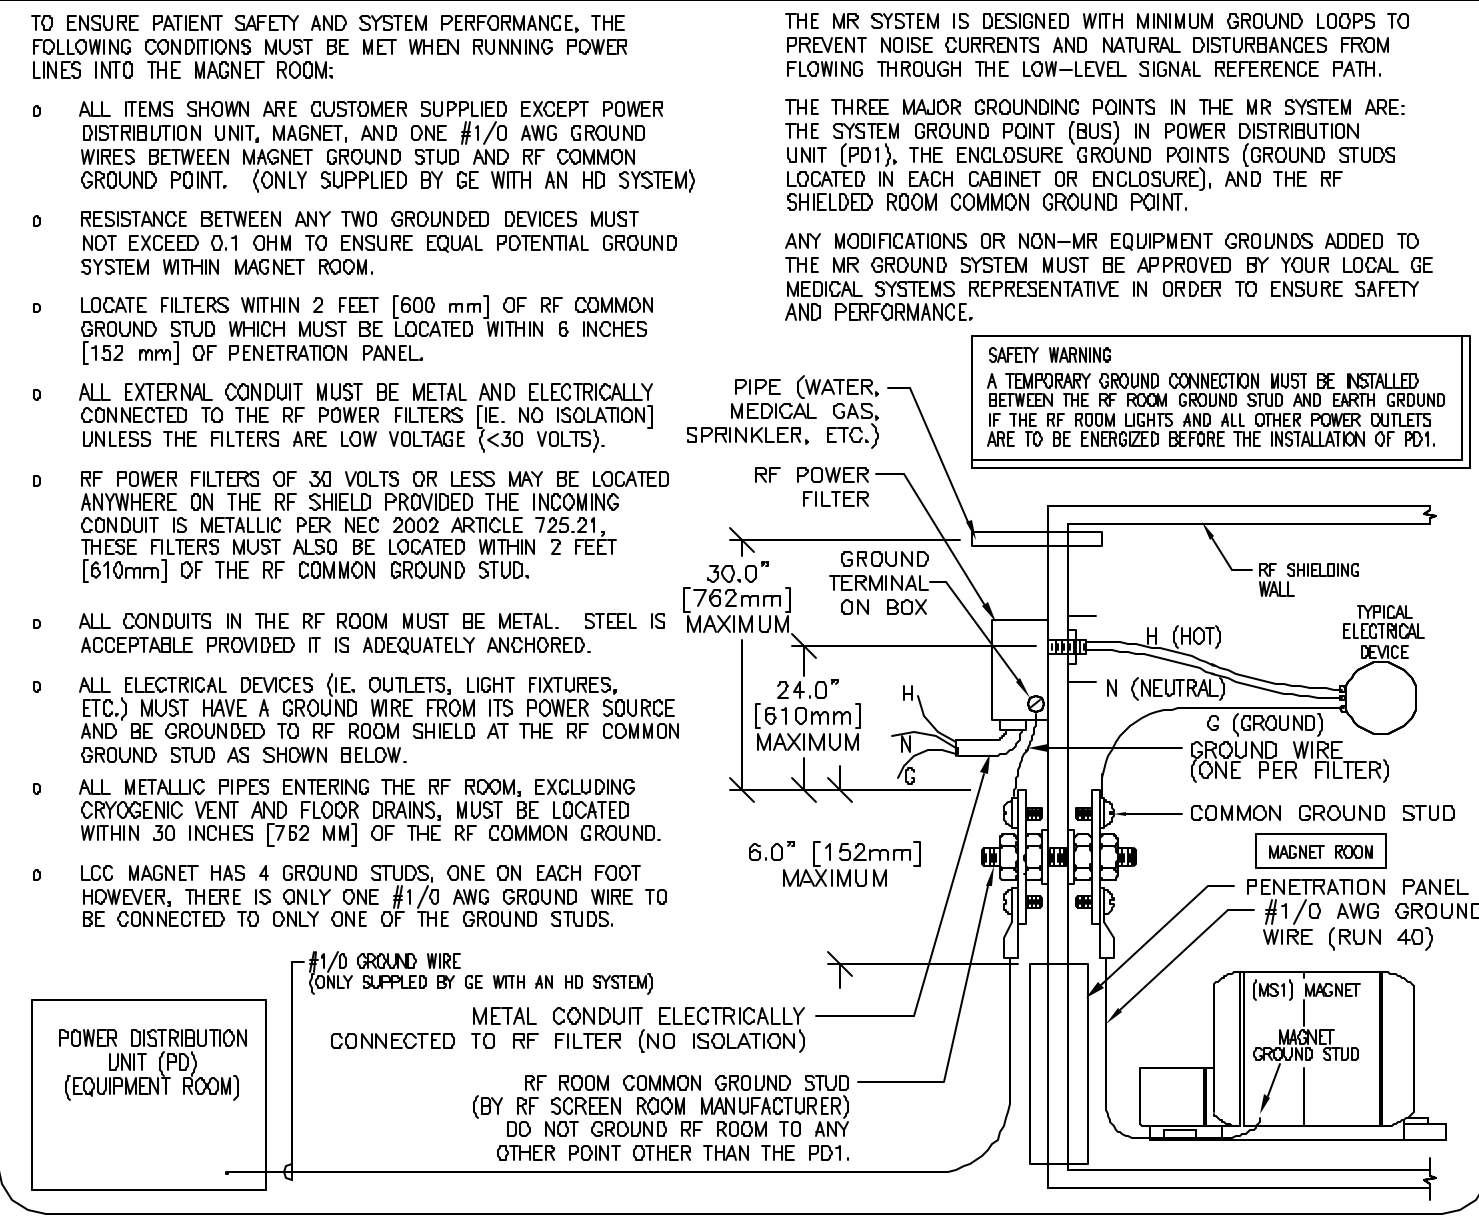 TO ENSURE PATIENT SAFETY AND SYSTEM PERFORMANCE, THE
FOLLOWING CONDITIONS MUST BE MET WHEN RUNNING POWER
LINES INTO THE MAGNET ROOM:
o ALL ITEMS SHOWN ARE CUSTOMER SUPPLIED EXCEPT POWER
DISTRIBUTION UNIT, MAGNET, AND ONE #1/0 AWG GROUND
WIRES BETWEEN MAGNET GROUND STUD AND RF COMMON
GROUND POINT. (ONLY SUPPLIED BY GE WITH AN HD SYSTEM)
o RESISTANCE BETWEEN ANY TWO GROUNDED DEVICES MUST
NOT EXCEED 0.1 OHM TO ENSURE EQUAL POTENTIAL GROUND
SYSTEM WITHIN MAGNET ROOM.
o LOCATE FILTERS WITHIN 2 FEET [600 mm] OF RF COMMON
GROUND STUD WHICH MUST BE LOCATED WITHIN 6 INCHES
[152 mm] OF PENETRATION PANEL.
o ALL EXTERNAL CONDUIT MUST BE METAL AND ELECTRICALLY
CONNECTED TO THE RF POWER FILTERS [IE. NO ISOLATION]
UNLESS THE FILTERS ARE LOW VOLTAGE (<30 VOLTS).
o RF POWER FILTERS OF 30 VOLTS OR LESS MAY BE LOCATED
ANYWHERE ON THE RF SHIELD PROVIDED THE INCOMING
CONDUIT IS METALLIC PER NEC 2002 ARTICLE 725.21,
THESE FILTERS MUST ALSO BE LOCATED WITHIN 2 FEET
[610mm] OF THE RF COMMON GROUND STUD.
o ALL CONDUITS IN THE RF ROOM MUST BE METAL. STEEL IS
ACCEPTABLE PROVIDED IT IS ADEQUATELY ANCHORED.
o ALL ELECTRICAL DEVICES (IE. OUTLETS, LIGHT FIXTURES,
ETC.) MUST HAVE A GROUND WIRE FROM ITS POWER SOURCE
AND BE GROUNDED TO RF ROOM SHIELD AT THE RF COMMON
GROUND STUD AS SHOWN BELOW.
o ALL METALLIC PIPES ENTERING THE RF ROOM, EXCLUDING
CRYOGENIC VENT AND FLOOR DRAINS, MUST BE LOCATED
WITHIN 30 INCHES [762 MM] OF THE RF COMMON GROUND.
o LCC MAGNET HAS 4 GROUND STUDS, ONE ON EACH FOOT
HOWEVER, THERE IS ONLY ONE #1/0 AWG GROUND WIRE TO
BE CONNECTED TO ONLY ONE OF THE GROUND STUDS.
THE MR SYSTEM IS DESIGNED WITH MINIMUM GROUND LOOPS TO
PREVENT NOISE CURRENTS AND NATURAL DISTURBANCES FROM
FLOWING THROUGH THE LOW-LEVEL SIGNAL REFERENCE PATH.
THE THREE MAJOR GROUNDING POINTS IN THE MR SYSTEM ARE:
THE SYSTEM GROUND POINT (BUS) IN POWER DISTRIBUTION
UNIT (PD1), THE ENCLOSURE GROUND POINTS (GROUND STUDS
LOCATED IN EACH CABINET OR ENCLOSURE), AND THE RF
SHIELDED ROOM COMMON GROUND POINT.
ANY MODIFICATIONS OR NON-MR EQUIPMENT GROUNDS ADDED TO
THE MR GROUND SYSTEM MUST BE APPROVED BY YOUR LOCAL GE
MEDICAL SYSTEMS REPRESENTATIVE IN ORDER TO ENSURE SAFETY
AND PERFORMANCE.
SAFETY WARNING
A TEMPORARY GROUND CONNECTION MUST BE INSTALLED
BETWEEN THE RF ROOM GROUND STUD AND EARTH GROUND
IF THE RF ROOM LIGHTS AND ALL OTHER POWER OUTLETS
ARE TO BE ENERGIZED BEFORE THE INSTALLATION OF PD1.
PIPE (WATER,
MEDICAL GAS,
SPRINKLER, ETC.)
RF POWER
FILTER
GROUND
TERMINAL
ON BOX
30.0"
[762mm]
MAXIMUM
24.0"
[610mm]
MAXIMUM
H
N
G
6.0" [152mm]
MAXIMUM
RF SHIELDING
WALL
TYPICAL
ELECTRICAL
DEVICE
H (HOT)
N (NEUTRAL)
G (GROUND)
GROUND WIRE
(ONE PER FILTER)
COMMON GROUND STUD
MAGNET ROOM
PENETRATION PANEL
#1/0 AWG GROUND
WIRE (RUN 40)
(MS1) MAGNET
MAGNET
GROUND STUD
#1/0 GROUND WIRE
(ONLY SUPPLED BY GE WITH AN HD SYSTEM)
METAL CONDUIT ELECTRICALLY
CONNECTED TO RF FILTER (NO ISOLATION)
POWER DISTRIBUTION
UNIT (PD)
(EQUIPMENT ROOM)
RF ROOM COMMON GROUND STUD
(BY RF SCREEN ROOM MANUFACTURER)
DO NOT GROUND RF ROOM TO ANY
OTHER POINT OTHER THAN THE PD1.